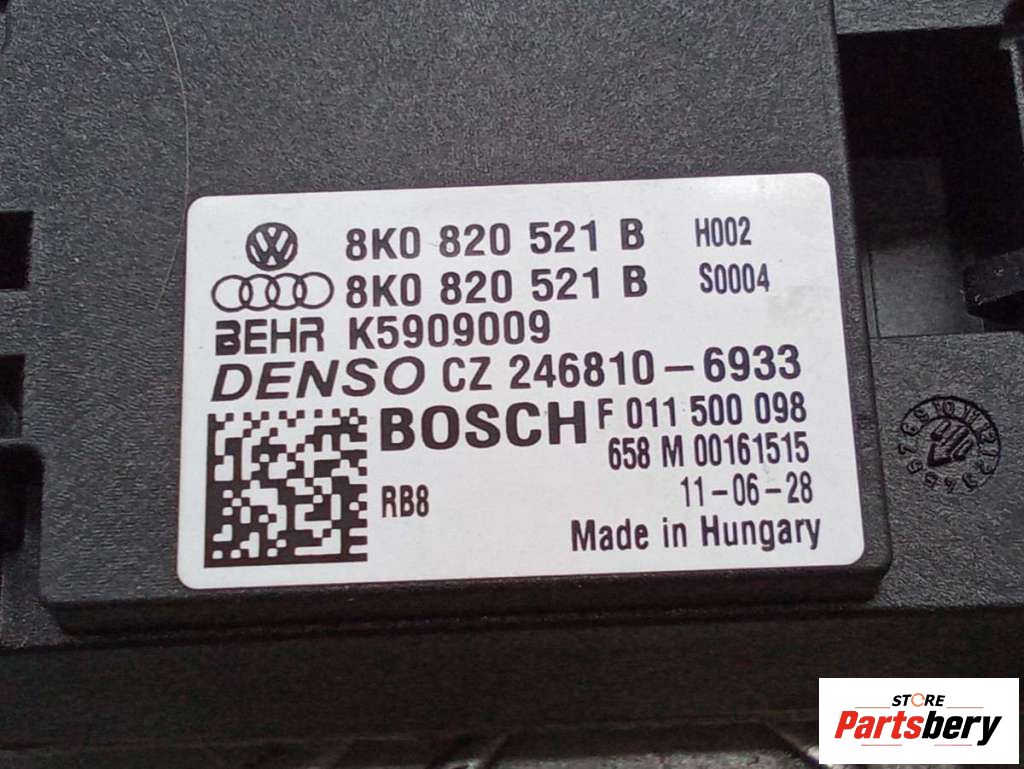 8K0 820 521 B H002
8K0 820 521 B S0004
BEHR K5909009
DENSO CZ 246810-6933
BOSCH F 011 500 098
658 M 00161515
RB8 11-06-28
Made in Hungary
STORE
Partsbery